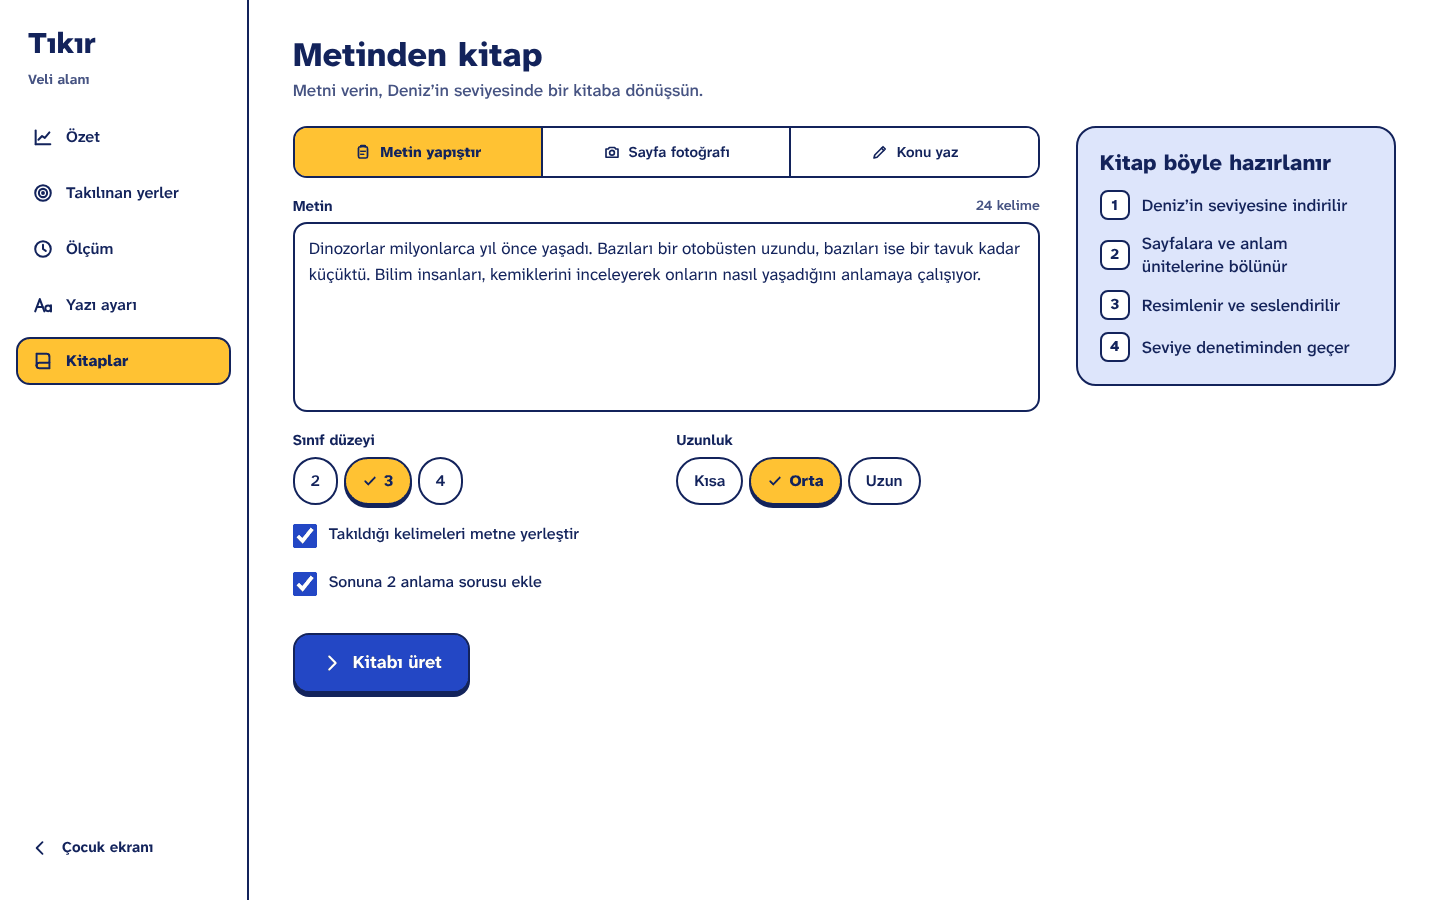 Tıkır
Veli alanı
Özet
Takılınan yerler
Ölçüm
Yazı ayarı
Kitaplar
Çocuk ekranı
Metinden kitap
Metni verin, Deniz’in seviyesinde bir kitaba dönüşsün.
Metin yapıştır
Sayfa fotoğrafı
Konu yaz
Metin
24 kelime
Dinozorlar milyonlarca yıl önce yaşadı. Bazıları bir otobüsten uzundu, bazıları ise bir tavuk kadar
küçüktü. Bilim insanları, kemiklerini inceleyerek onların nasıl yaşadığını anlamaya çalışıyor.
Sınıf düzeyi
2
3
4
Uzunluk
Kısa
Orta
Uzun
Takıldığı kelimeleri metne yerleştir
Sonuna 2 anlama sorusu ekle
Kitabı üret
Kitap böyle hazırlanır
1 Deniz’in seviyesine indirilir
2 Sayfalara ve anlam
ünitelerine bölünür
3 Resimlenir ve seslendirilir
4 Seviye denetiminden geçer